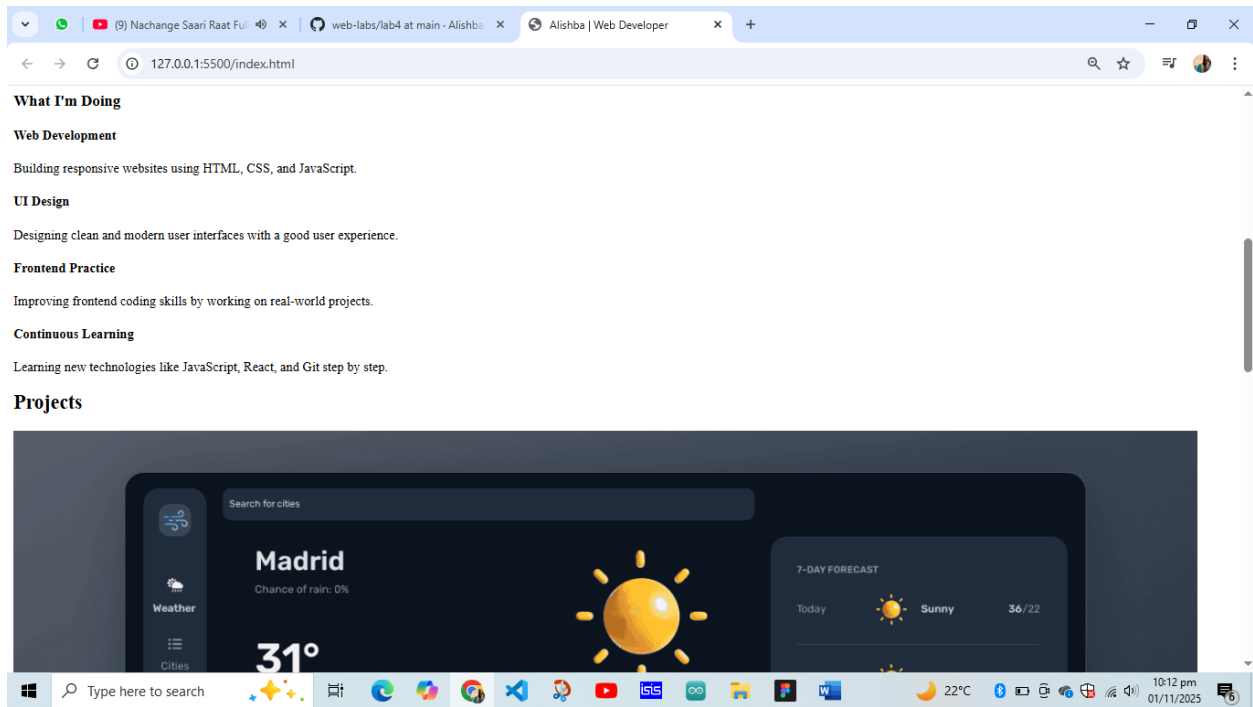 (9) Nachange Saari Raat Ful
web-labs/lab4 at main · Alishba
Alishba | Web Developer
127.0.0.1:5500/index.html
What I'm Doing
Web Development
Building responsive websites using HTML, CSS, and JavaScript.
UI Design
Designing clean and modern user interfaces with a good user experience.
Frontend Practice
Improving frontend coding skills by working on real-world projects.
Continuous Learning
Learning new technologies like JavaScript, React, and Git step by step.
Projects
Search for cities
Madrid
Chance of rain: 0%
31°
Weather
Cities
7-DAY FORECAST
Today Sunny 36/22
Type here to search
isis
22°C
10:12 pm
01/11/2025
6